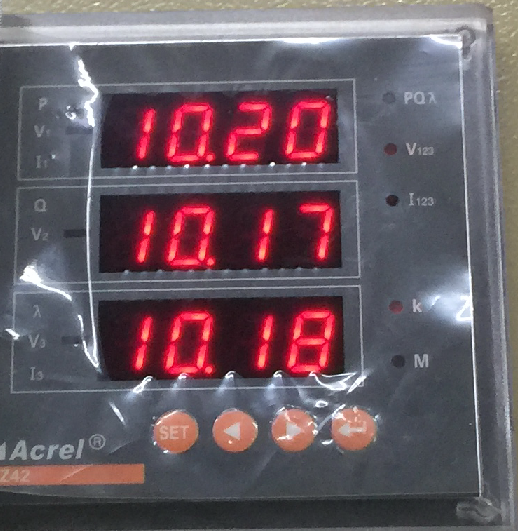 P
V1
I1
10.20
PQλ
V123
Q
V2
10.17
I123
λ
V3
I3
10.18
k
M
SET
Acrel®
Z42